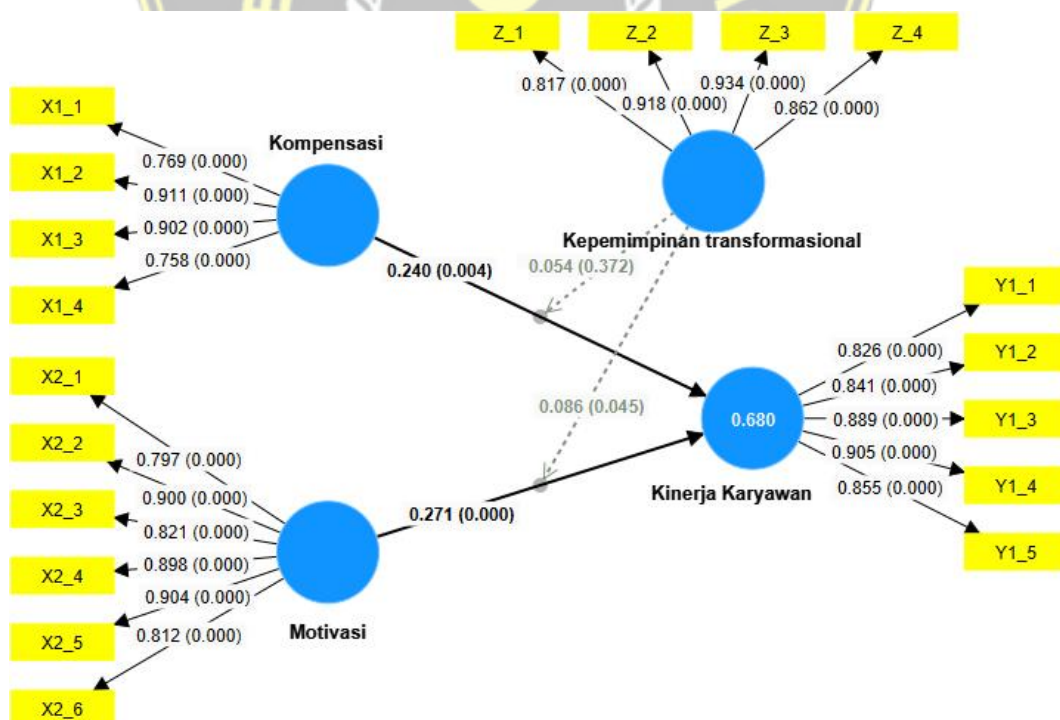 Z_1
Z_2
Z_3
Z_4
0.817 (0.000)
0.918 (0.000)
0.934 (0.000)
0.862 (0.000)
X1_1
X1_2
X1_3
X1_4
0.769 (0.000)
0.911 (0.000)
0.902 (0.000)
0.758 (0.000)
Kompensasi
Kepemimpinan transformasional
0.240 (0.004)
0.054 (0.372)
0.086 (0.045)
0.271 (0.000)
X2_1
X2_2
X2_3
X2_4
X2_5
X2_6
0.797 (0.000)
0.900 (0.000)
0.821 (0.000)
0.898 (0.000)
0.904 (0.000)
0.812 (0.000)
Motivasi
0.680
Kinerja Karyawan
0.826 (0.000)
0.841 (0.000)
0.889 (0.000)
0.905 (0.000)
0.855 (0.000)
Y1_1
Y1_2
Y1_3
Y1_4
Y1_5